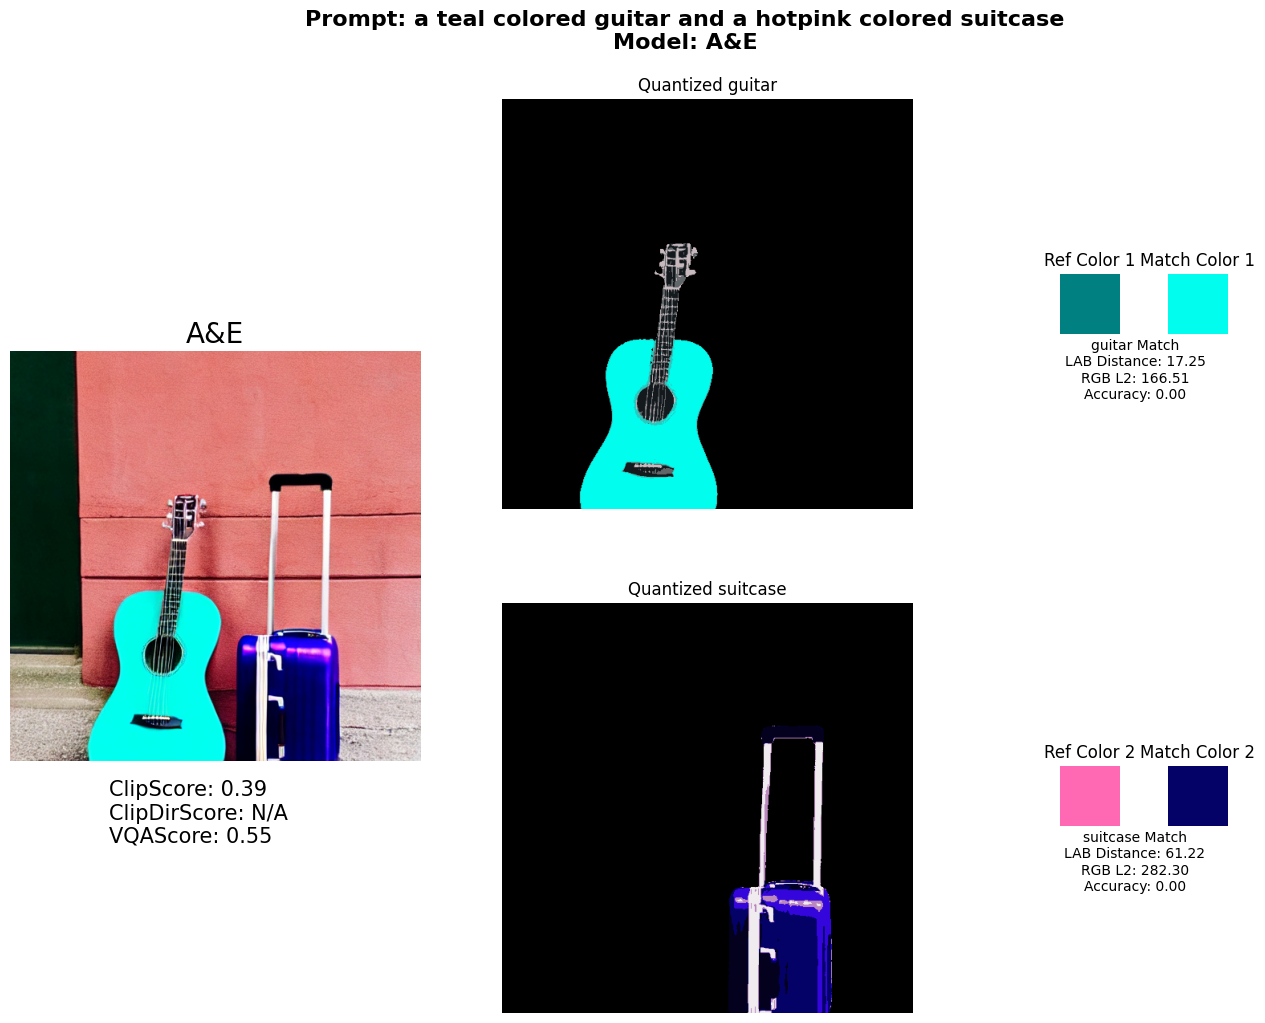 Prompt: a teal colored guitar and a hotpink colored suitcase
Model: A&E
Quantized guitar
Ref Color 1 Match Color 1
guitar Match
LAB Distance: 17.25
RGB L2: 166.51
Accuracy: 0.00
A&E
ClipScore: 0.39
ClipDirScore: N/A
VQAScore: 0.55
Quantized suitcase
Ref Color 2 Match Color 2
suitcase Match
LAB Distance: 61.22
RGB L2: 282.30
Accuracy: 0.00